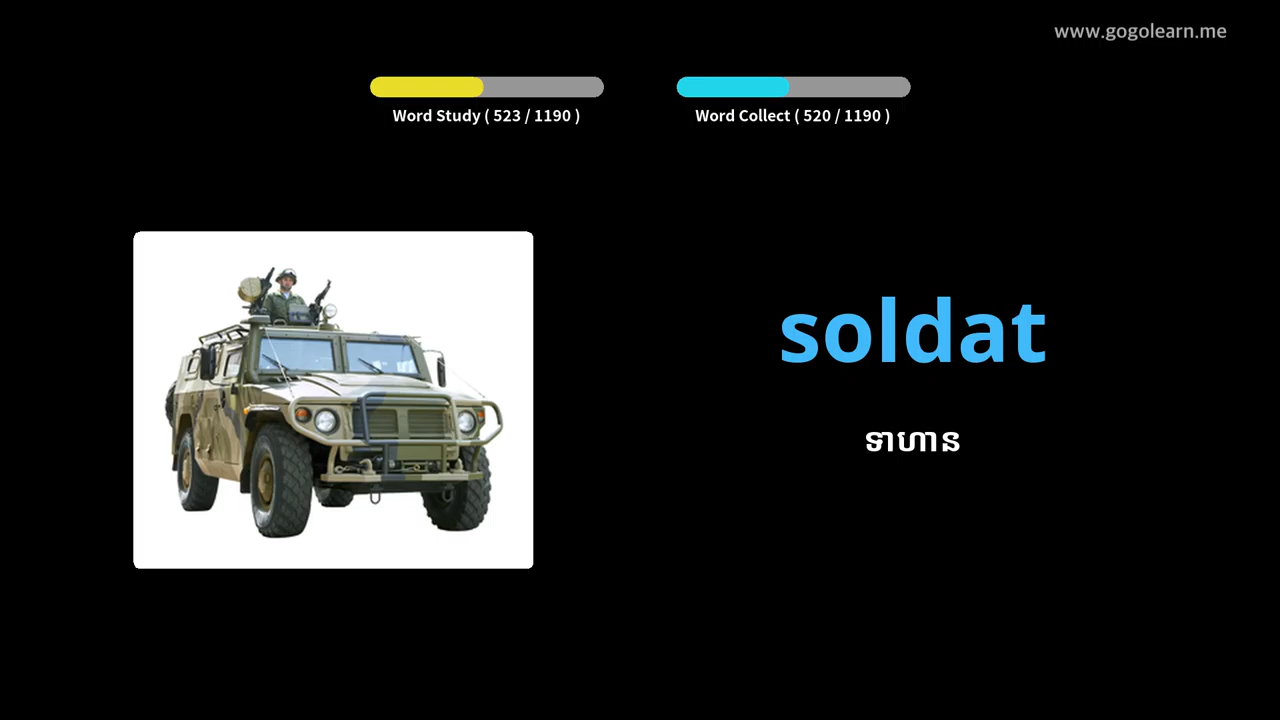 www.gogolearn.me
Word Study ( 523 / 1190 )
Word Collect ( 520 / 1190 )
soldat
ទាហាន